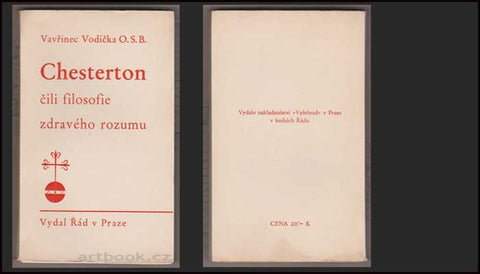 Vavřinec Vodička O. S. B.
Chesterton
čili filosofie
zdravého rozumu
Vydal Řád v Praze
artbook.cz
Vydalo nakladatelství »Vyšehrad« v Praze
v knihách Řádu
CENA 20'— K